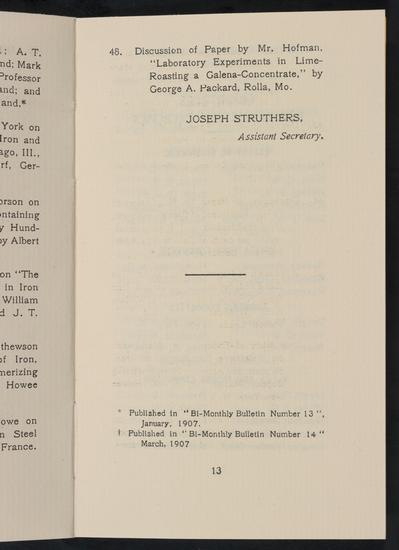 : A. T.
nd; Mark
Professor
and; and
and.*
York on
Iron and
ago, Ill.,
rf, Ger-
orson on
ontaining
y Hund-
by Albert
on "The
in Iron
William
d J. T.
thewson
of Iron,
merizing
Howee
owe on
n Steel
France.
48. Discussion of Paper by Mr. Hofman,
"Laboratory Experiments in Lime-
Roasting a Galena-Concentrate," by
George A. Packard, Rolla, Mo.
JOSEPH STRUTHERS,
Assistant Secretary.
* Published in "Bi-Monthly Bulletin Number 13",
January, 1907.
† Published in "Bi-Monthly Bulletin Number 14"
March, 1907
13